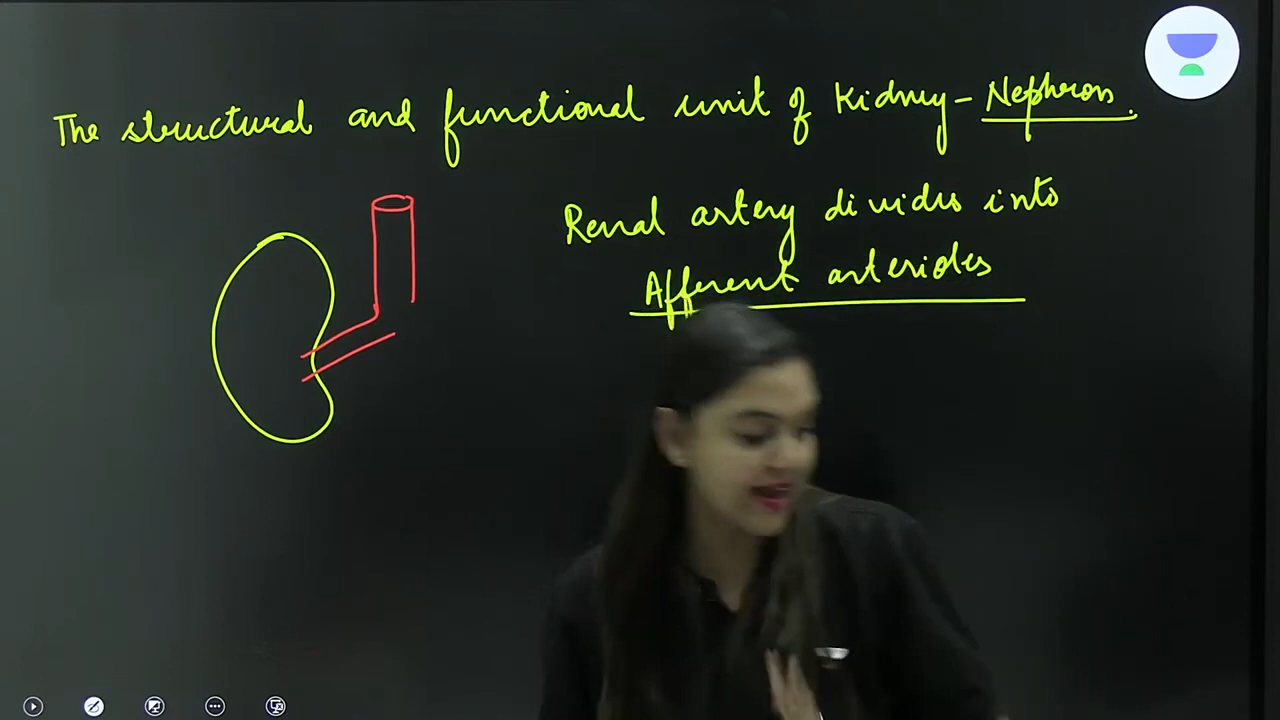 The structural and functional unit of Kidney - Nephron.
Renal artery divides into
Afferent arterioles